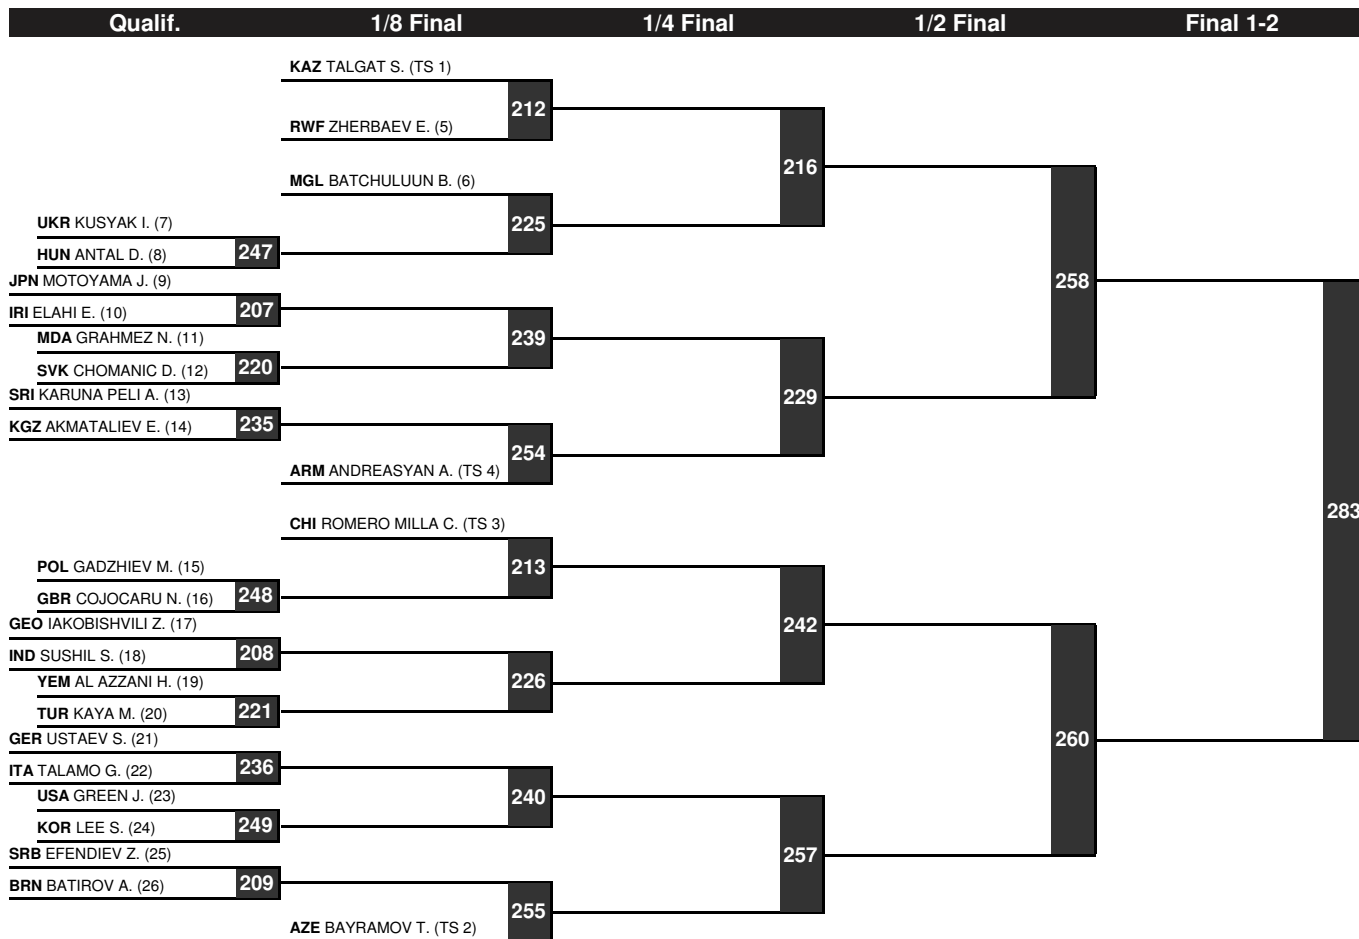 Qualif. 1/8 Final 1/4 Final 1/2 Final Final 1-2
KAZ TALGAT S. (TS 1)
212
RWF ZHERBAEV E. (5)
216
MGL BATCHULUUN B. (6)
UKR KUSYAK I. (7)
225
HUN ANTAL D. (8) 247
JPN MOTOYAMA J. (9)
258
IRI ELAHI E. (10) 207
MDA GRAHMEZ N. (11)
239
SVK CHOMANIC D. (12) 220
SRI KARUNA PELI A. (13)
229
KGZ AKMATALIEV E. (14) 235
254
ARM ANDREASYAN A. (TS 4)
283
CHI ROMERO MILLA C. (TS 3)
POL GADZHIEV M. (15)
213
GBR COJOCARU N. (16) 248
GEO IAKOBISHVILI Z. (17)
242
IND SUSHIL S. (18) 208
YEM AL AZZANI H. (19)
226
TUR KAYA M. (20) 221
GER USTAEV S. (21)
260
ITA TALAMO G. (22) 236
USA GREEN J. (23)
240
KOR LEE S. (24) 249
SRB EFENDIEV Z. (25)
257
BRN BATIROV A. (26) 209
255
AZE BAYRAMOV T. (TS 2)